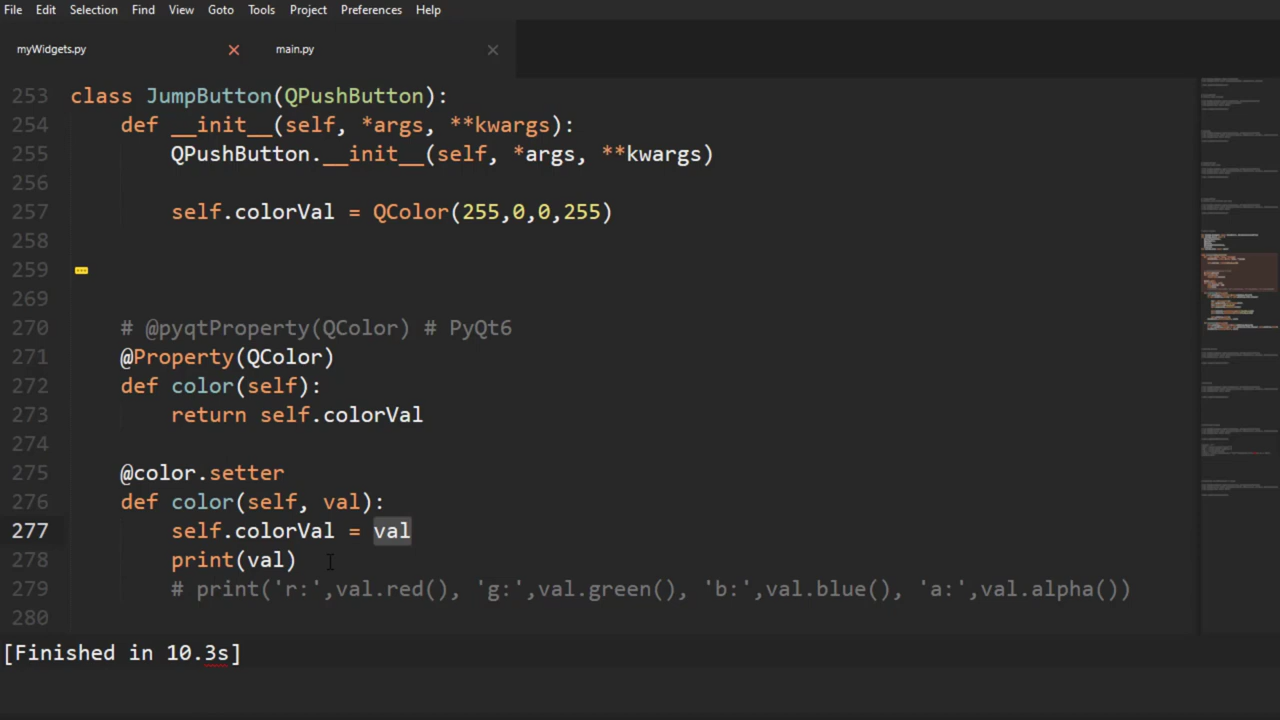 File Edit Selection View Goto Tools Project Preferences Help
myWidgets.py main.py
253 class JumpButton(QPushButton):
254 def __init__(self, *args, **kwargs):
255 QPushButton.__init__(self, *args, **kwargs)
256
257 self.colorVal = QColor(255,0,0,255)
258
259
269
270 # @pyqtProperty(QColor) # PyQt6
271 @Property(QColor)
272 def color(self):
273 return self.colorVal
274
275 @color.setter
276 def color(self, val):
277 self.colorVal = val
278 print(val)
279 # print('r:',val.red(), 'g:',val.green(), 'b:',val.blue(), 'a:',val.alpha())
280
[Finished in 10.3s]